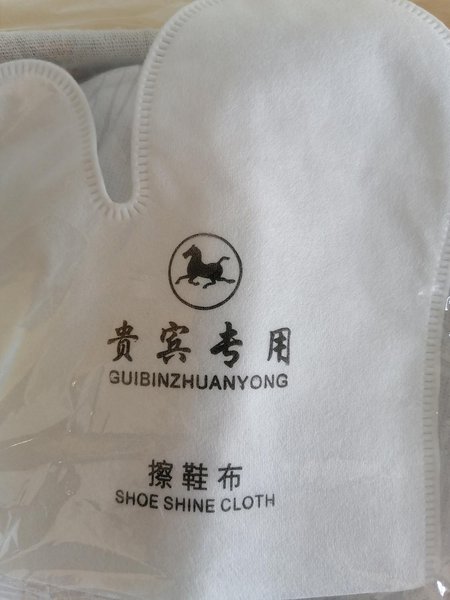 贵宾专用
GUIBINZHUANYONG
擦鞋布
SHOE SHINE CLOTH